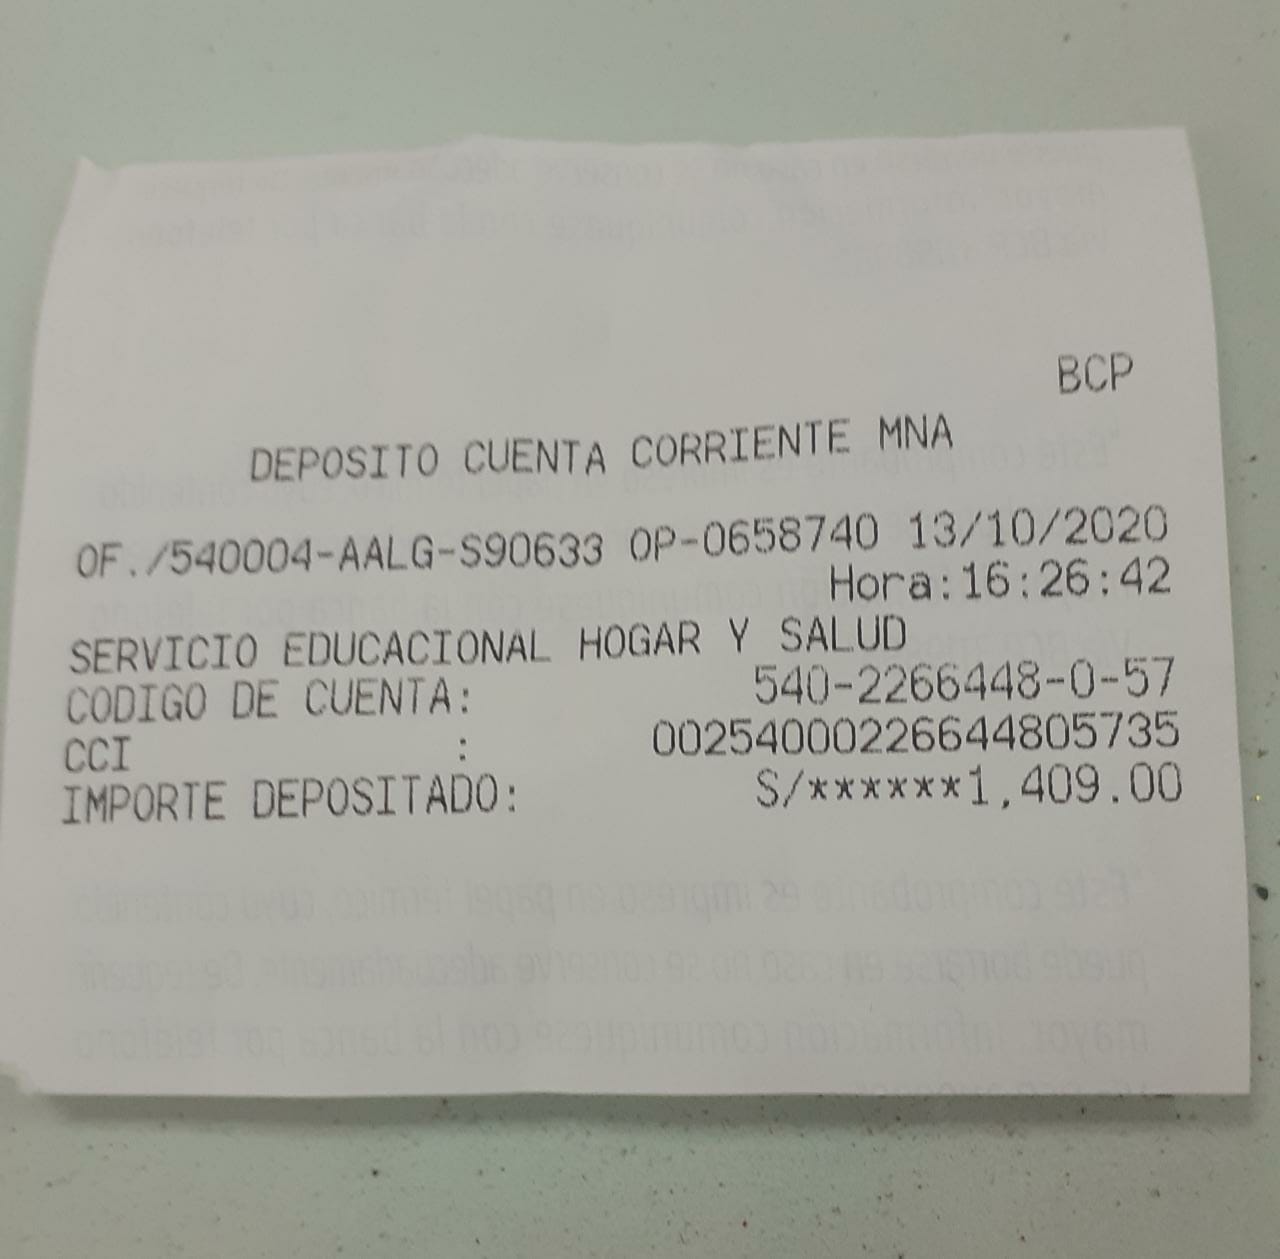 BCP
DEPOSITO CUENTA CORRIENTE MNA
OF./540004-AALG-S90633 OP-0658740 13/10/2020
Hora:16:26:42
SERVICIO EDUCACIONAL HOGAR Y SALUD
CODIGO DE CUENTA: 540-2266448-0-57
CCI : 00254000226644805735
IMPORTE DEPOSITADO: S/******1,409.00